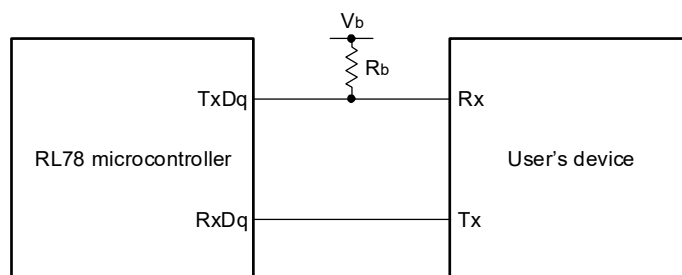 Vb
Rb
TxDq
Rx
RL78 microcontroller
User’s device
RxDq
Tx